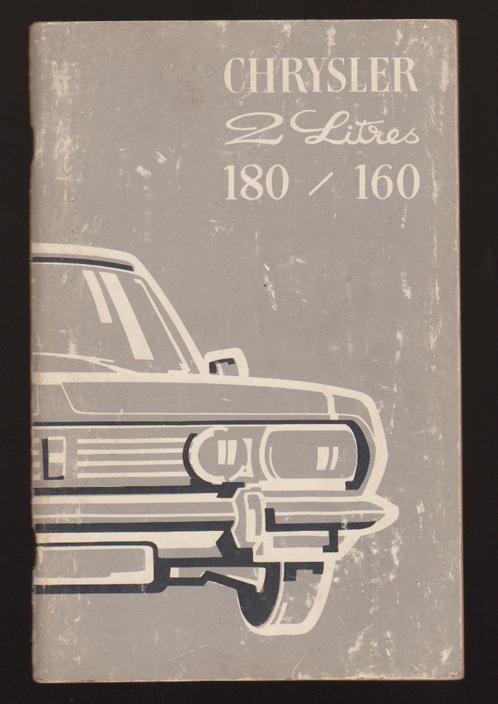 CHRYSLER
2 Litres
180 / 160
L